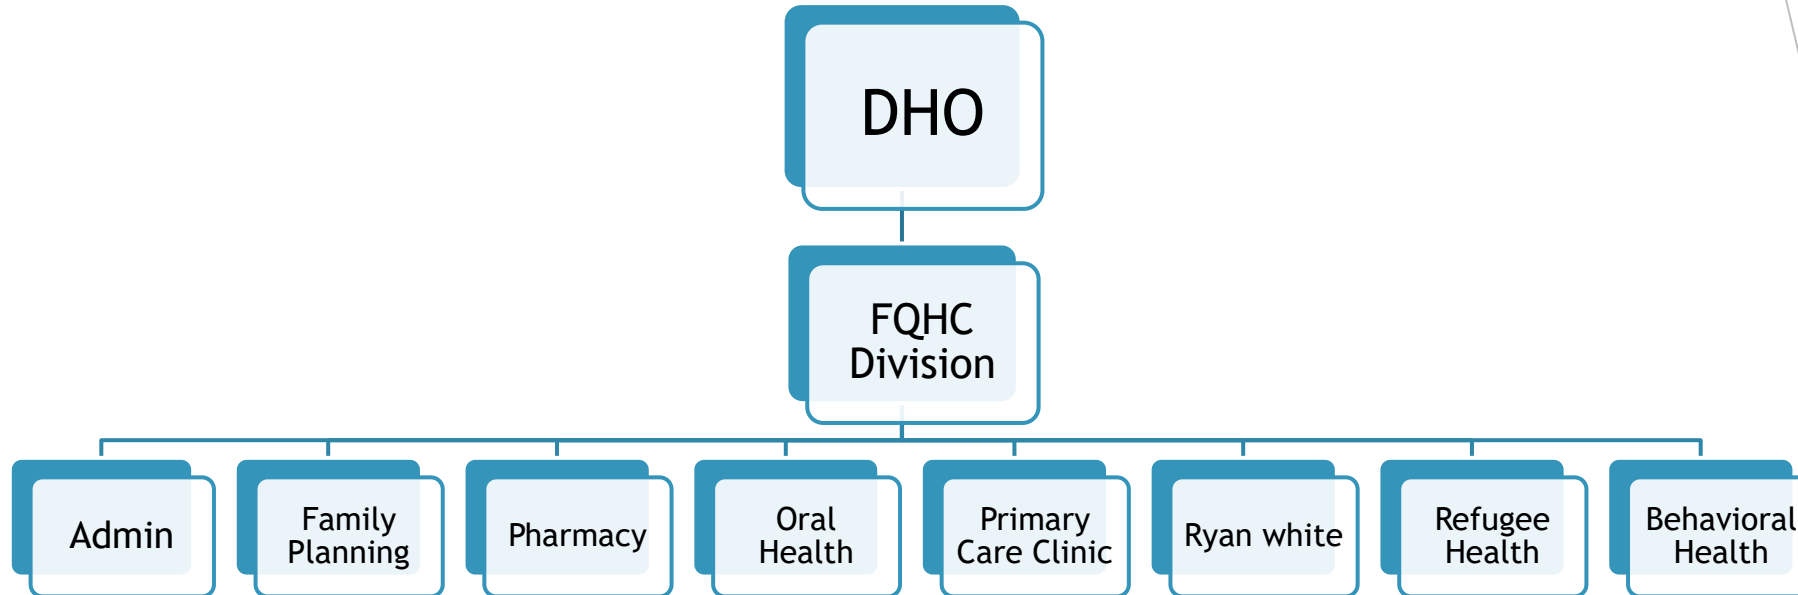 DHO
FQHC
Division
Admin
Family
Planning
Pharmacy
Oral
Health
Primary
Care Clinic
Ryan white
Refugee
Health
Behavioral
Health